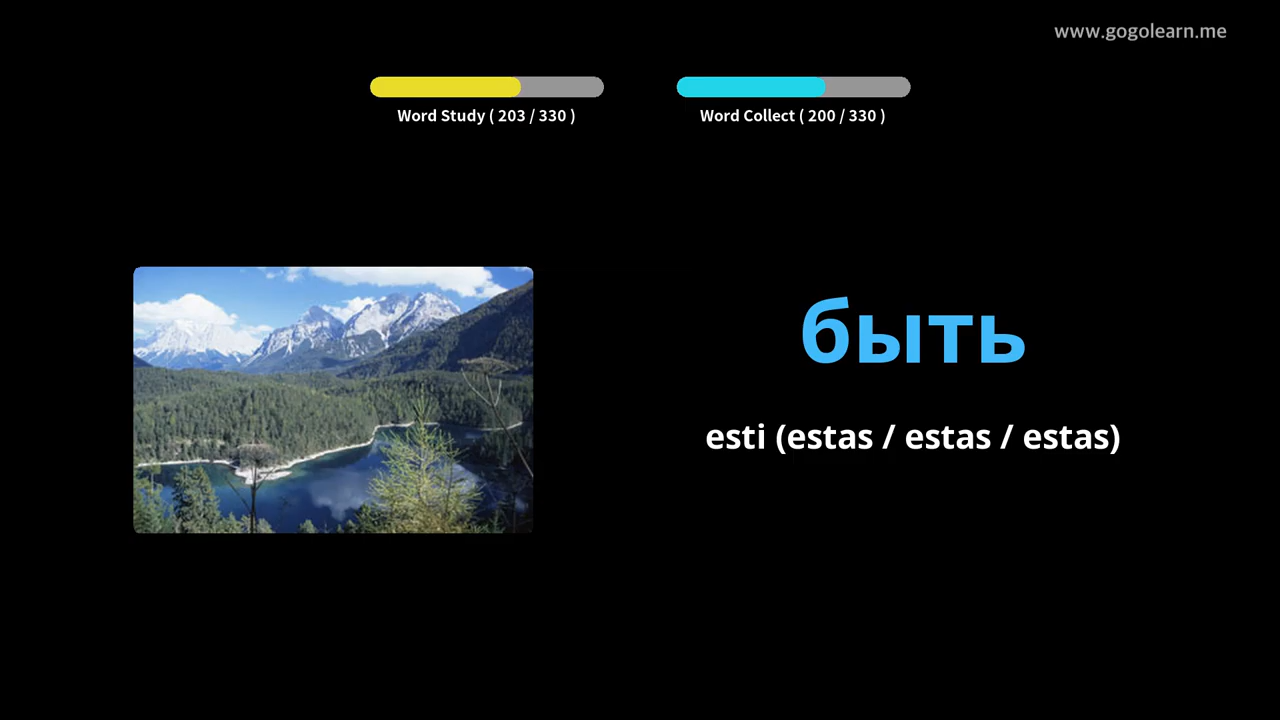 www.gogolearn.me
Word Study ( 203 / 330 )
Word Collect ( 200 / 330 )
быть
esti (estas / estas / estas)